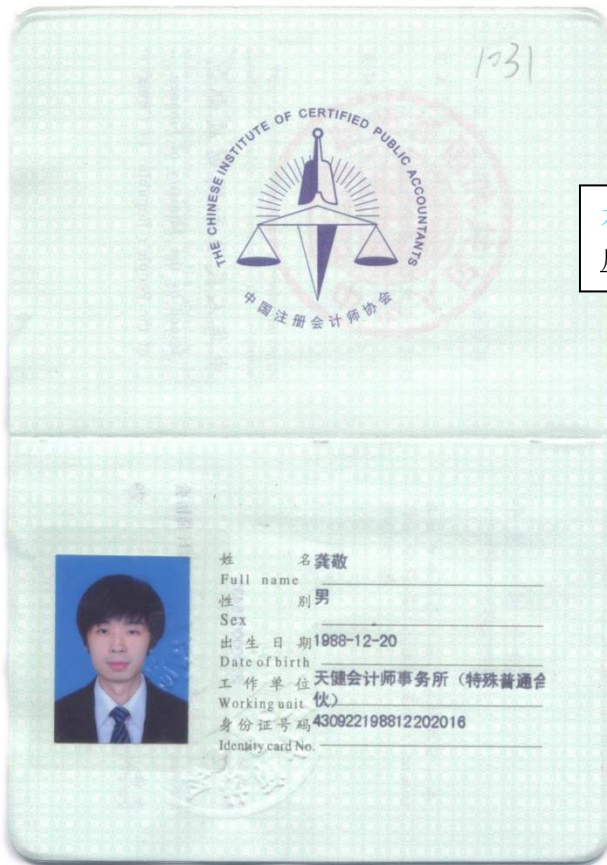 1031
THE CHINESE INSTITUTE OF CERTIFIED PUBLIC ACCOUNTANTS
中国注册会计师协会
姓 名 龚敬
Full name
性 别 男
Sex
出生日期 1988-12-20
Date of birth
工作单位 天健会计师事务所（特殊普通合
Working unit 伙）
身份证号码 430922198812202016
Identity card No.